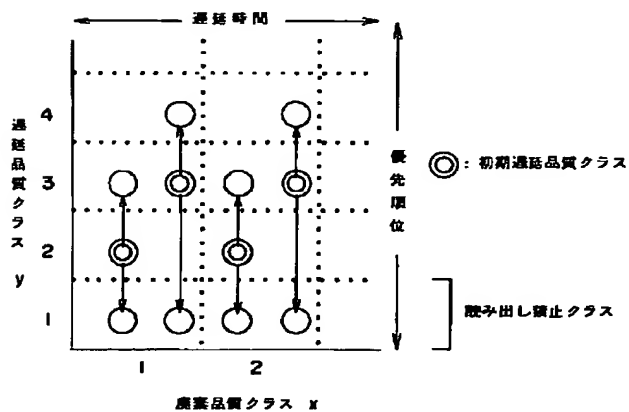 遅延時間
4
3
2
1
遅延品質クラス y
優先順位
◎: 初期遅延品質クラス
読み出し禁止クラス
1 2
廃棄品質クラス x